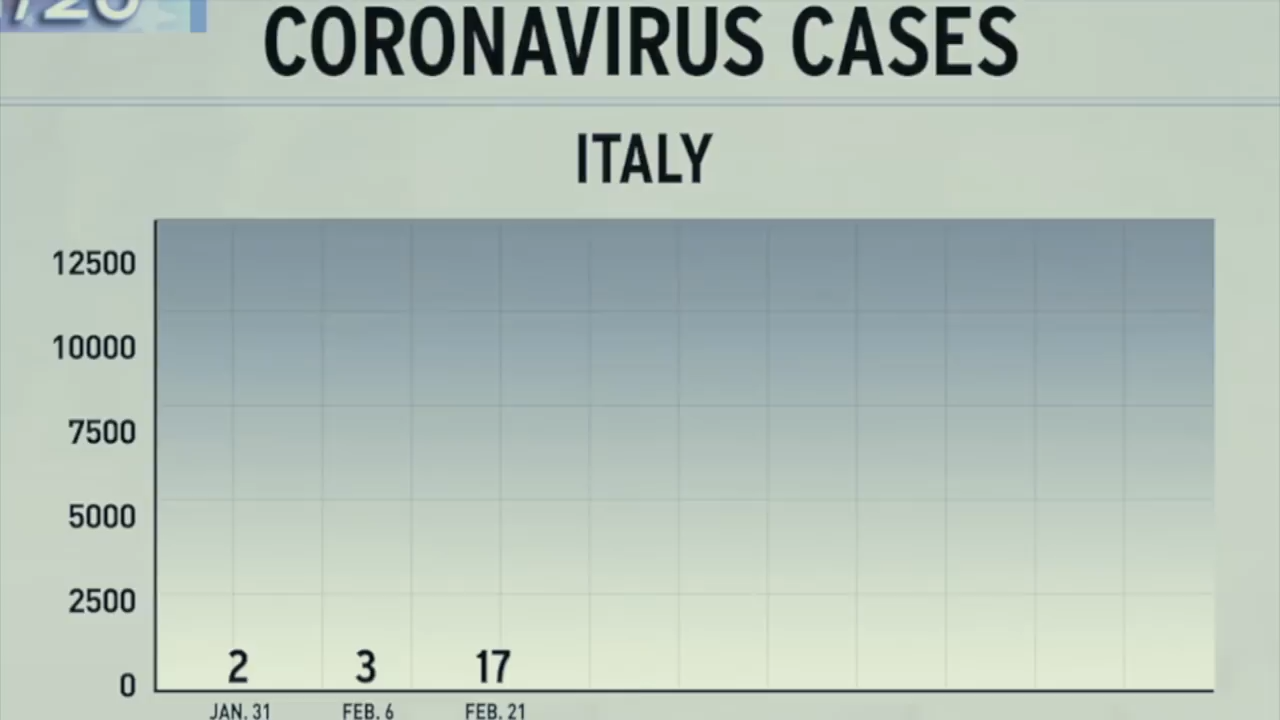 CORONAVIRUS CASES
ITALY
12500
10000
7500
5000
2500
0
2 3 17
JAN. 31 FEB. 6 FEB. 21